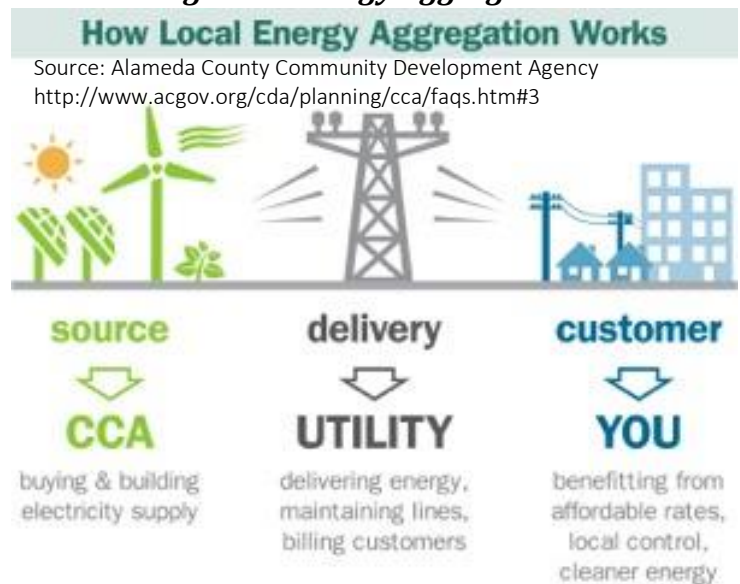 How Local Energy Aggregation Works
Source: Alameda County Community Development Agency
http://www.acgov.org/cda/planning/cca/faqs.htm#3
source
delivery
customer
CCA
UTILITY
YOU
buying & building
electricity supply
delivering energy,
maintaining lines,
billing customers
benefitting from
affordable rates,
local control,
cleaner energy